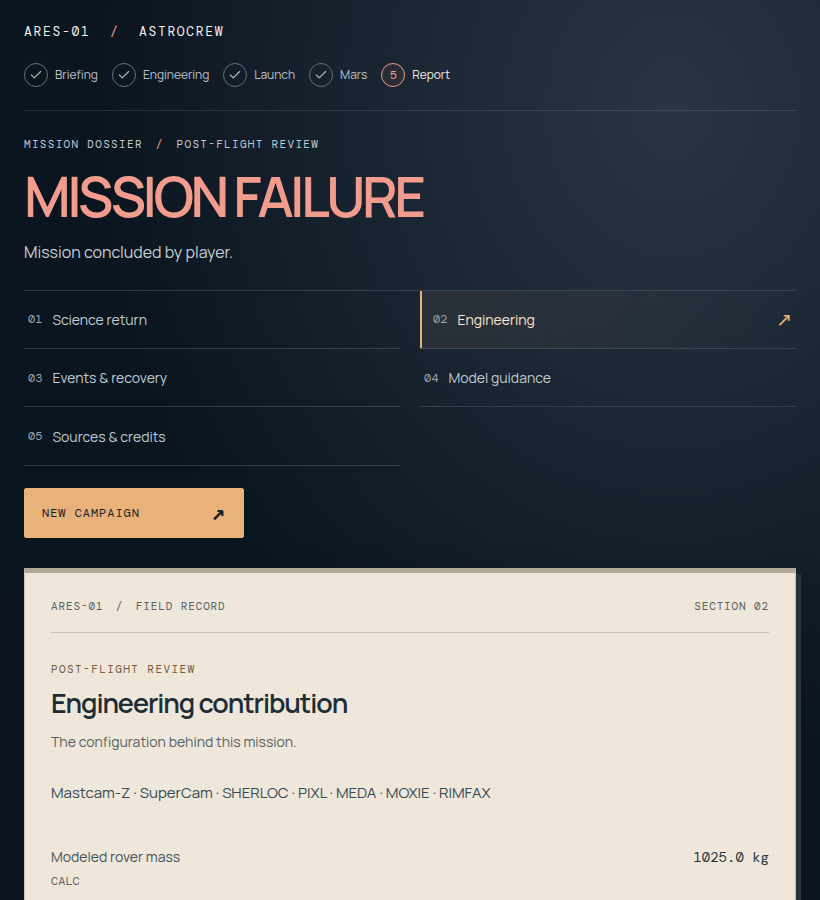 ARES-01 / ASTROCREW
Briefing Engineering Launch Mars 5 Report
MISSION DOSSIER / POST-FLIGHT REVIEW
MISSION FAILURE
Mission concluded by player.
01 Science return
02 Engineering ↗
03 Events & recovery
04 Model guidance
05 Sources & credits
NEW CAMPAIGN ↗
ARES-01 / FIELD RECORD SECTION 02
POST-FLIGHT REVIEW
Engineering contribution
The configuration behind this mission.
Mastcam-Z · SuperCam · SHERLOC · PIXL · MEDA · MOXIE · RIMFAX
Modeled rover mass 1025.0 kg
CALC